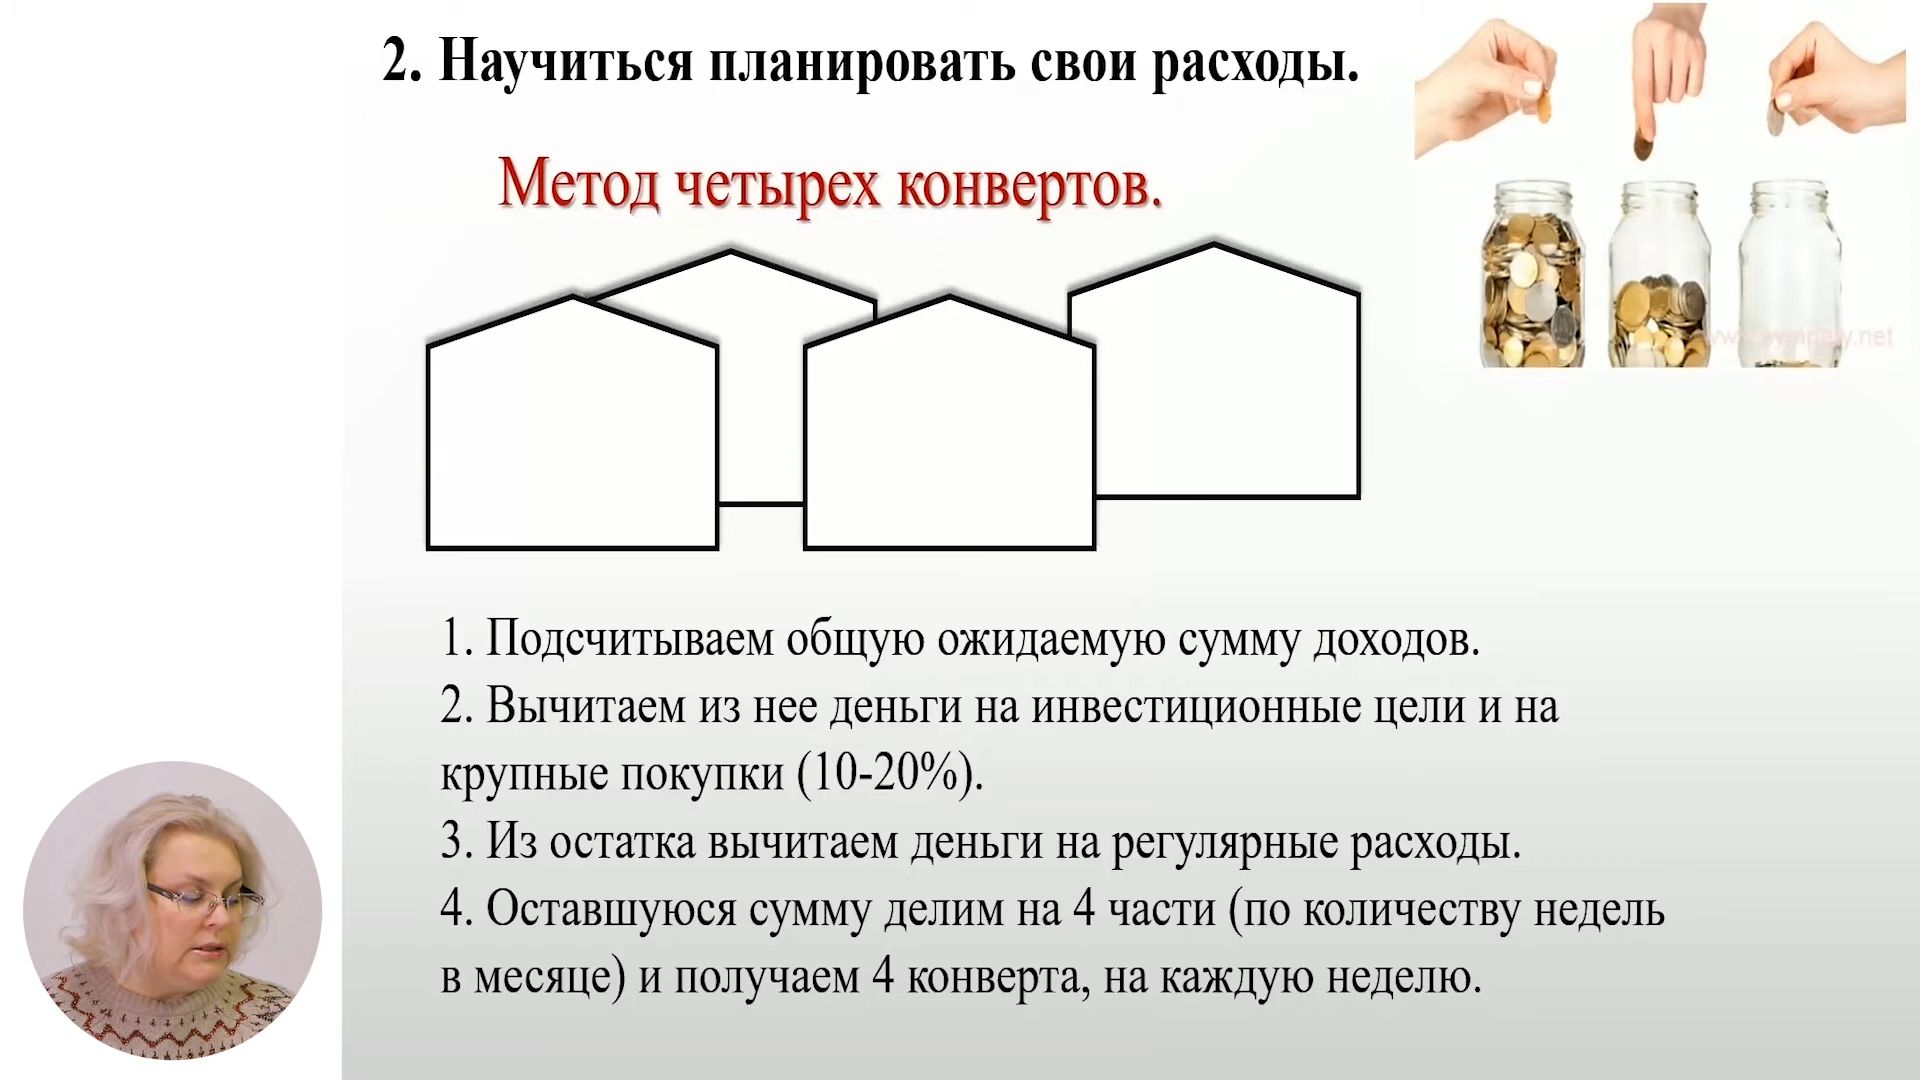 2. Научиться планировать свои расходы.
Метод четырех конвертов.
1. Подсчитываем общую ожидаемую сумму доходов.
2. Вычитаем из нее деньги на инвестиционные цели и на
крупные покупки (10-20%).
3. Из остатка вычитаем деньги на регулярные расходы.
4. Оставшуюся сумму делим на 4 части (по количеству недель
в месяце) и получаем 4 конверта, на каждую неделю.